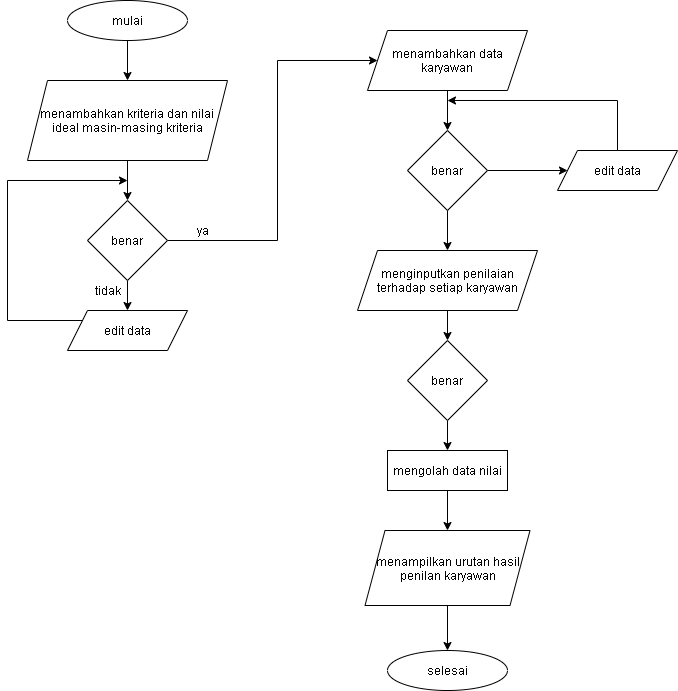 mulai
menambahkan kriteria dan nilai
ideal masin-masing kriteria
benar
ya
tidak
edit data
menambahkan data
karyawan
benar
edit data
menginputkan penilaian
terhadap setiap karyawan
benar
mengolah data nilai
menampilkan urutan hasil
penilan karyawan
selesai